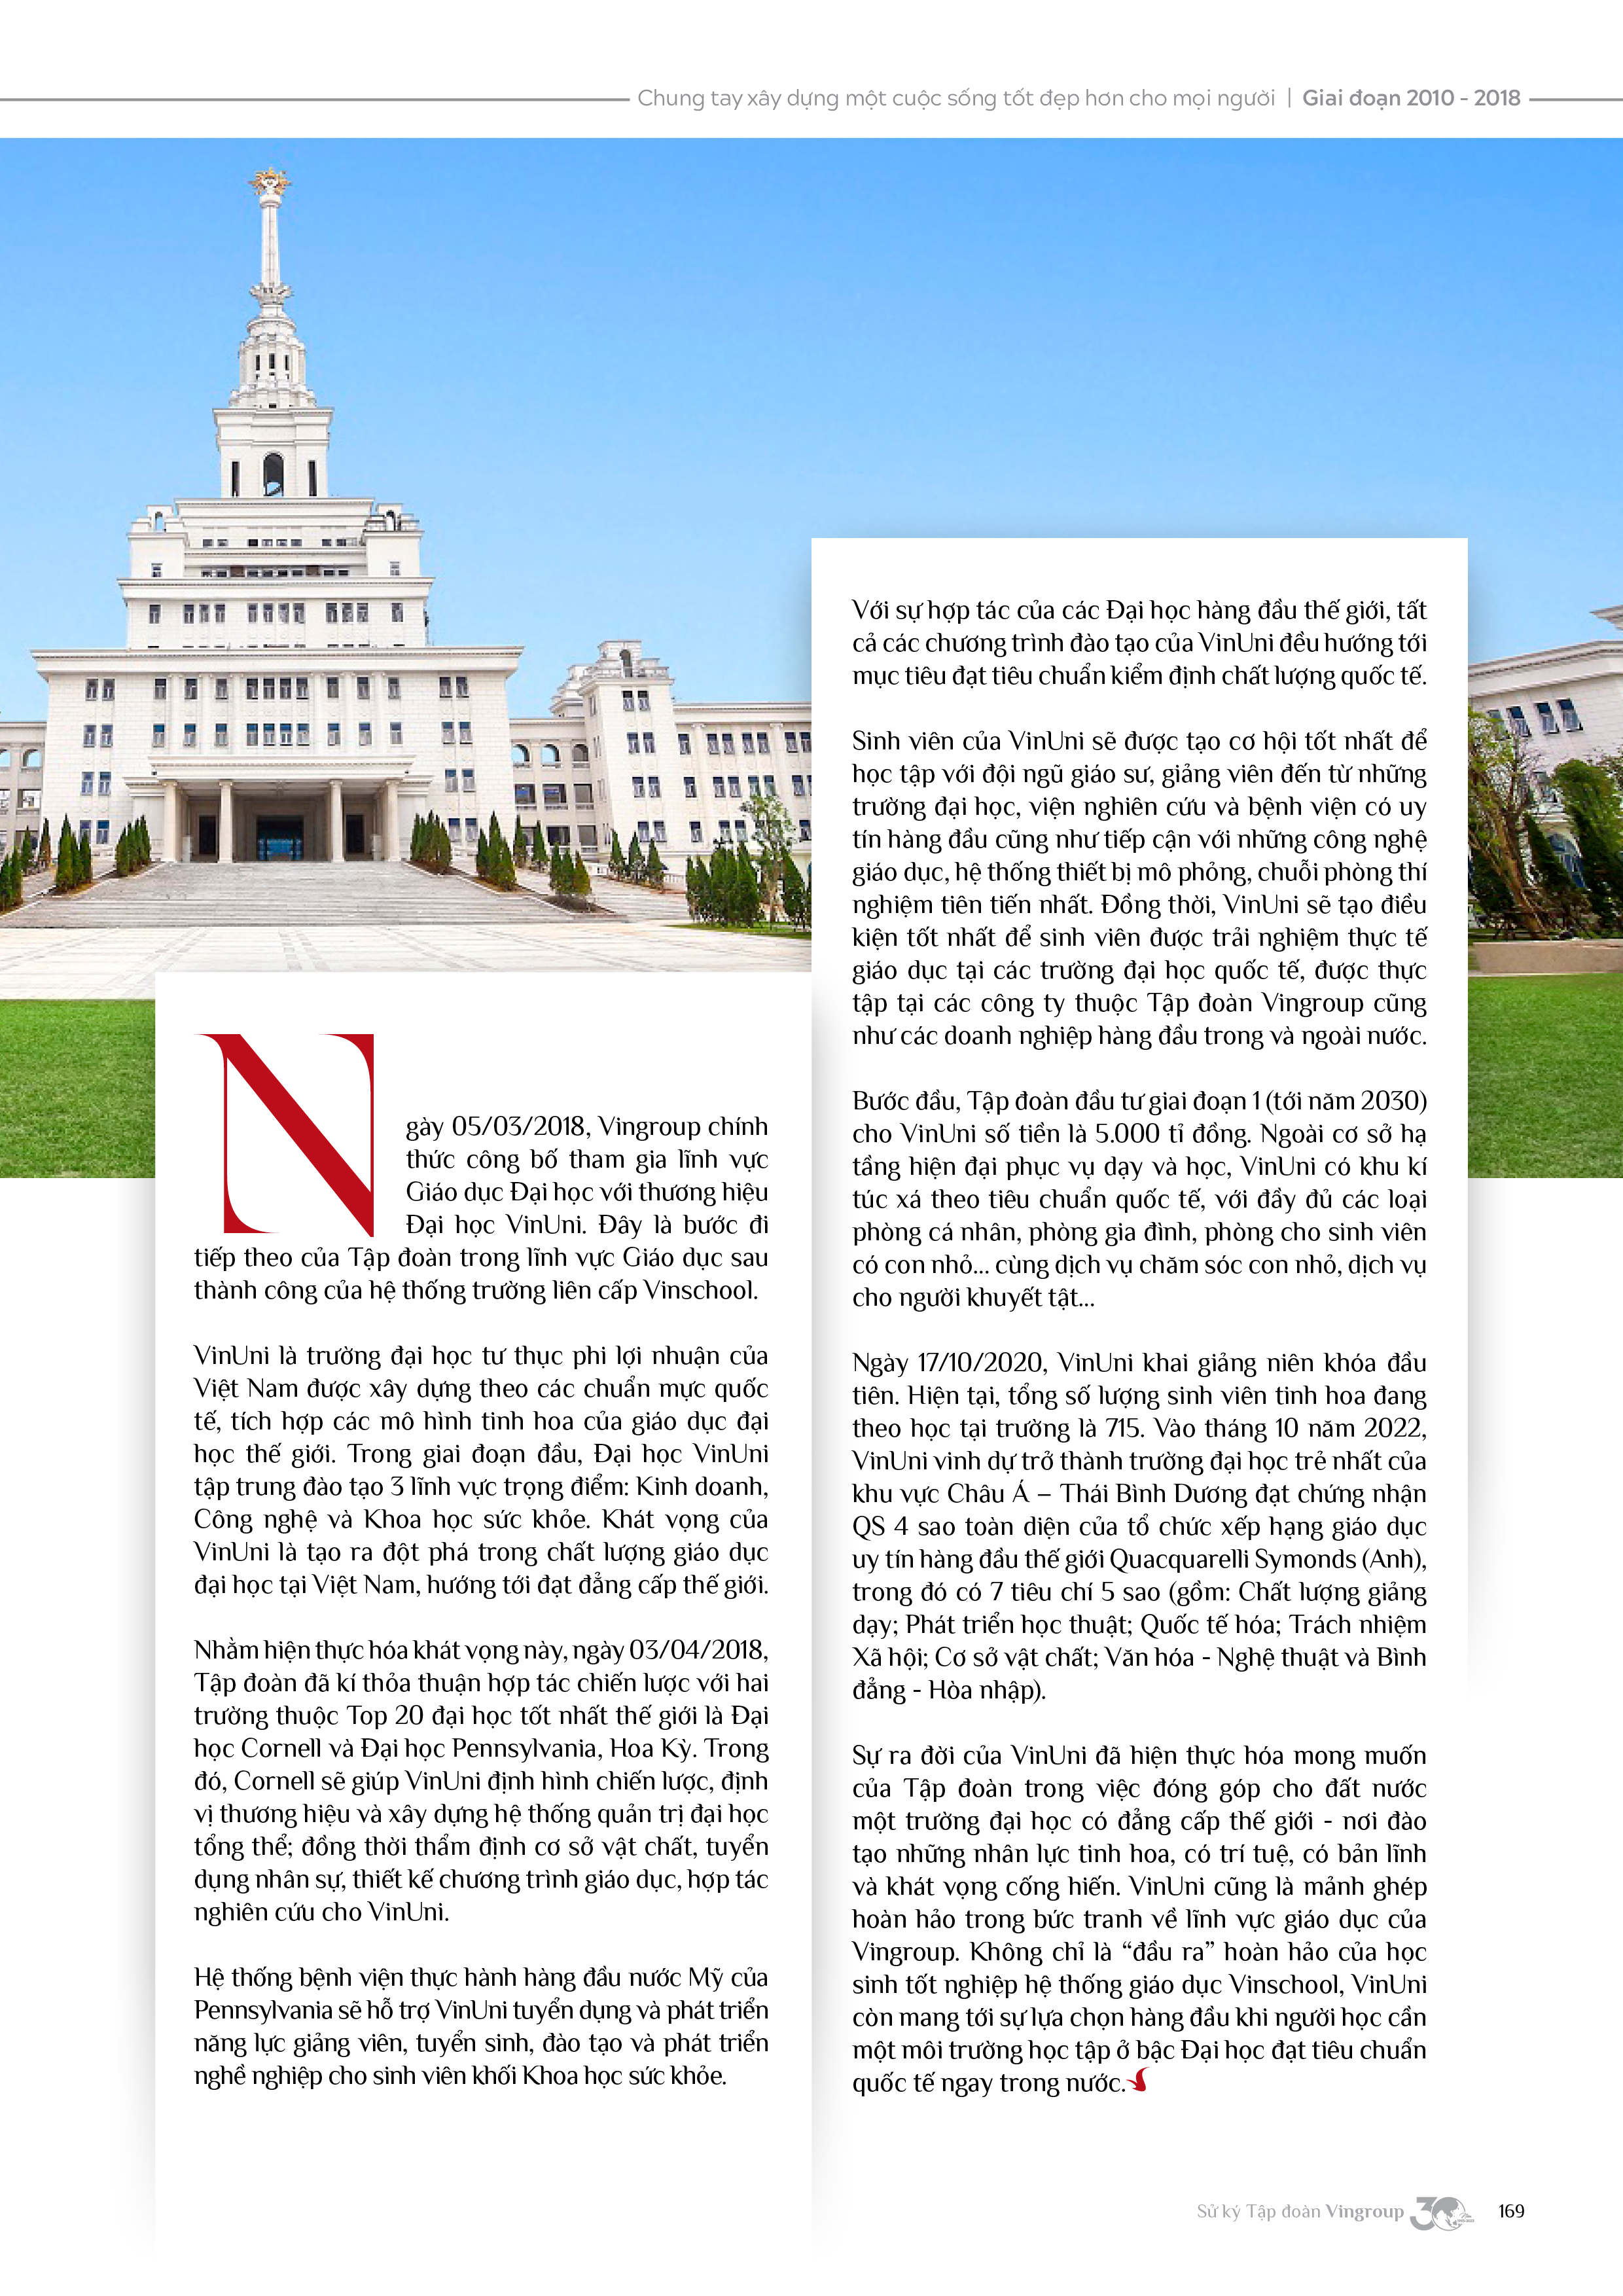 Chung tay xây dựng một cuộc sống tốt đẹp hơn cho mọi người | Giai đoạn 2010 - 2018
Ngày 05/03/2018, Vingroup chính
thức công bố tham gia lĩnh vực
Giáo dục Đại học với thương hiệu
Đại học VinUni. Đây là bước đi
tiếp theo của Tập đoàn trong lĩnh vực Giáo dục sau
thành công của hệ thống trường liên cấp Vinschool.
VinUni là trường đại học tư thục phi lợi nhuận của
Việt Nam được xây dựng theo các chuẩn mực quốc
tế, tích hợp các mô hình tinh hoa của giáo dục đại
học thế giới. Trong giai đoạn đầu, Đại học VinUni
tập trung đào tạo 3 lĩnh vực trọng điểm: Kinh doanh,
Công nghệ và Khoa học sức khỏe. Khát vọng của
VinUni là tạo ra đột phá trong chất lượng giáo dục
đại học tại Việt Nam, hướng tới đạt đẳng cấp thế giới.
Nhằm hiện thực hóa khát vọng này, ngày 03/04/2018,
Tập đoàn đã kí thỏa thuận hợp tác chiến lược với hai
trường thuộc Top 20 đại học tốt nhất thế giới là Đại
học Cornell và Đại học Pennsylvania, Hoa Kỳ. Trong
đó, Cornell sẽ giúp VinUni định hình chiến lược, định
vị thương hiệu và xây dựng hệ thống quản trị đại học
tổng thể; đồng thời thẩm định cơ sở vật chất, tuyển
dụng nhân sự, thiết kế chương trình giáo dục, hợp tác
nghiên cứu cho VinUni.
Hệ thống bệnh viện thực hành hàng đầu nước Mỹ của
Pennsylvania sẽ hỗ trợ VinUni tuyển dụng và phát triển
năng lực giảng viên, tuyển sinh, đào tạo và phát triển
nghề nghiệp cho sinh viên khối Khoa học sức khỏe.
Với sự hợp tác của các Đại học hàng đầu thế giới, tất
cả các chương trình đào tạo của VinUni đều hướng tới
mục tiêu đạt tiêu chuẩn kiểm định chất lượng quốc tế.
Sinh viên của VinUni sẽ được tạo cơ hội tốt nhất để
học tập với đội ngũ giáo sư, giảng viên đến từ những
trường đại học, viện nghiên cứu và bệnh viện có uy
tín hàng đầu cũng như tiếp cận với những công nghệ
giáo dục, hệ thống thiết bị mô phỏng, chuỗi phòng thí
nghiệm tiên tiến nhất. Đồng thời, VinUni sẽ tạo điều
kiện tốt nhất để sinh viên được trải nghiệm thực tế
giáo dục tại các trường đại học quốc tế, được thực
tập tại các công ty thuộc Tập đoàn Vingroup cũng
như các doanh nghiệp hàng đầu trong và ngoài nước.
Bước đầu, Tập đoàn đầu tư giai đoạn 1 (tới năm 2030)
cho VinUni số tiền là 5.000 tỉ đồng. Ngoài cơ sở hạ
tầng hiện đại phục vụ dạy và học, VinUni có khu kí
túc xá theo tiêu chuẩn quốc tế, với đầy đủ các loại
phòng cá nhân, phòng gia đình, phòng cho sinh viên
có con nhỏ... cùng dịch vụ chăm sóc con nhỏ, dịch vụ
cho người khuyết tật...
Ngày 17/10/2020, VinUni khai giảng niên khóa đầu
tiên. Hiện tại, tổng số lượng sinh viên tinh hoa đang
theo học tại trường là 715. Vào tháng 10 năm 2022,
VinUni vinh dự trở thành trường đại học trẻ nhất của
khu vực Châu Á – Thái Bình Dương đạt chứng nhận
QS 4 sao toàn diện của tổ chức xếp hạng giáo dục
uy tín hàng đầu thế giới Quacquarelli Symonds (Anh),
trong đó có 7 tiêu chí 5 sao (gồm: Chất lượng giảng
dạy; Phát triển học thuật; Quốc tế hóa; Trách nhiệm
Xã hội; Cơ sở vật chất; Văn hóa - Nghệ thuật và Bình
đẳng - Hòa nhập).
Sự ra đời của VinUni đã hiện thực hóa mong muốn
của Tập đoàn trong việc đóng góp cho đất nước
một trường đại học có đẳng cấp thế giới - nơi đào
tạo những nhân lực tinh hoa, có trí tuệ, có bản lĩnh
và khát vọng cống hiến. VinUni cũng là mảnh ghép
hoàn hảo trong bức tranh về lĩnh vực giáo dục của
Vingroup. Không chỉ là “đầu ra” hoàn hảo của học
sinh tốt nghiệp hệ thống giáo dục Vinschool, VinUni
còn mang tới sự lựa chọn hàng đầu khi người học cần
một môi trường học tập ở bậc Đại học đạt tiêu chuẩn
quốc tế ngay trong nước.
Sử ký Tập đoàn Vingroup 30 169